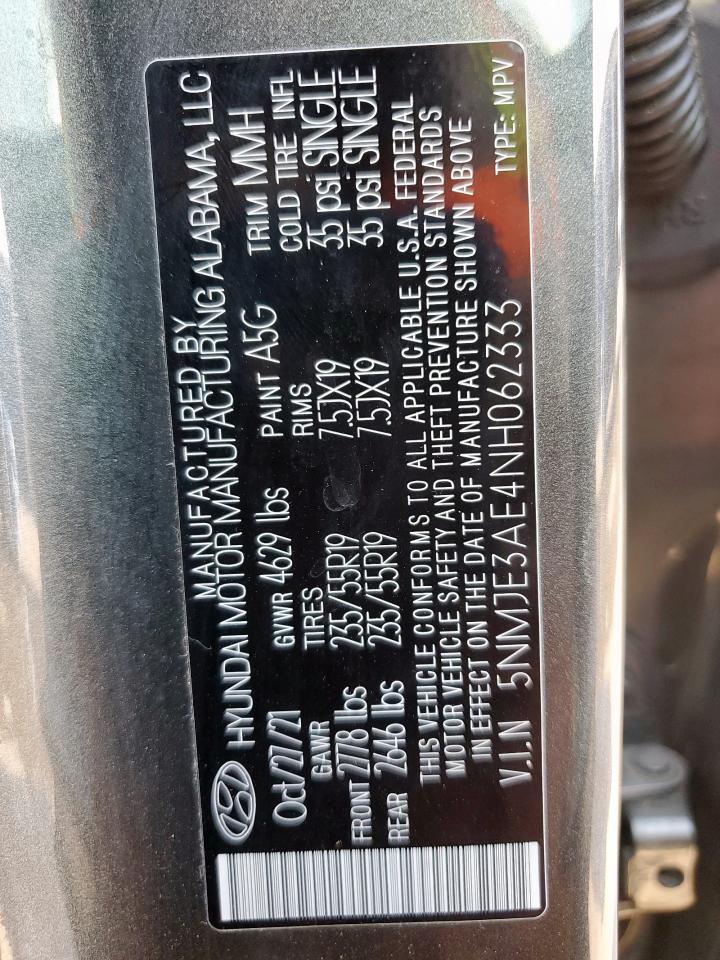 MANUFACTURED BY
HYUNDAI MOTOR MANUFACTURING ALABAMA, LLC
Oct/27/21 GVWR 4629 lbs PAINT A5G TRIM MMH
GAWR TIRES RIMS COLD TIRE INFL
FRONT 2778 lbs 235/55R19 7.5JX19 35 psi SINGLE
REAR 2646 lbs 235/55R19 7.5JX19 35 psi SINGLE
THIS VEHICLE CONFORMS TO ALL APPLICABLE U.S.A. FEDERAL
MOTOR VEHICLE SAFETY AND THEFT PREVENTION STANDARDS
IN EFFECT ON THE DATE OF MANUFACTURE SHOWN ABOVE
V.I.N 5NMJE3AE4NH062333 TYPE: MPV